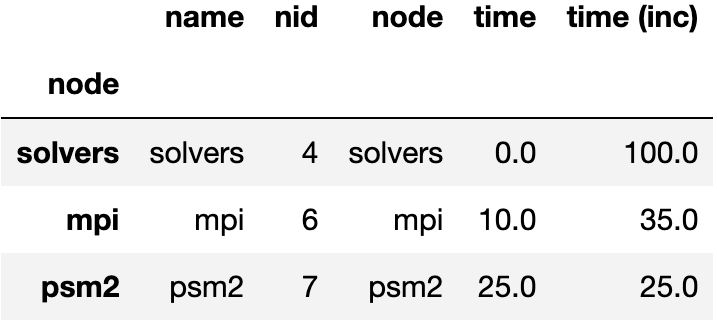 name nid node time time (inc)
node
solvers solvers 4 solvers 0.0 100.0
mpi mpi 6 mpi 10.0 35.0
psm2 psm2 7 psm2 25.0 25.0